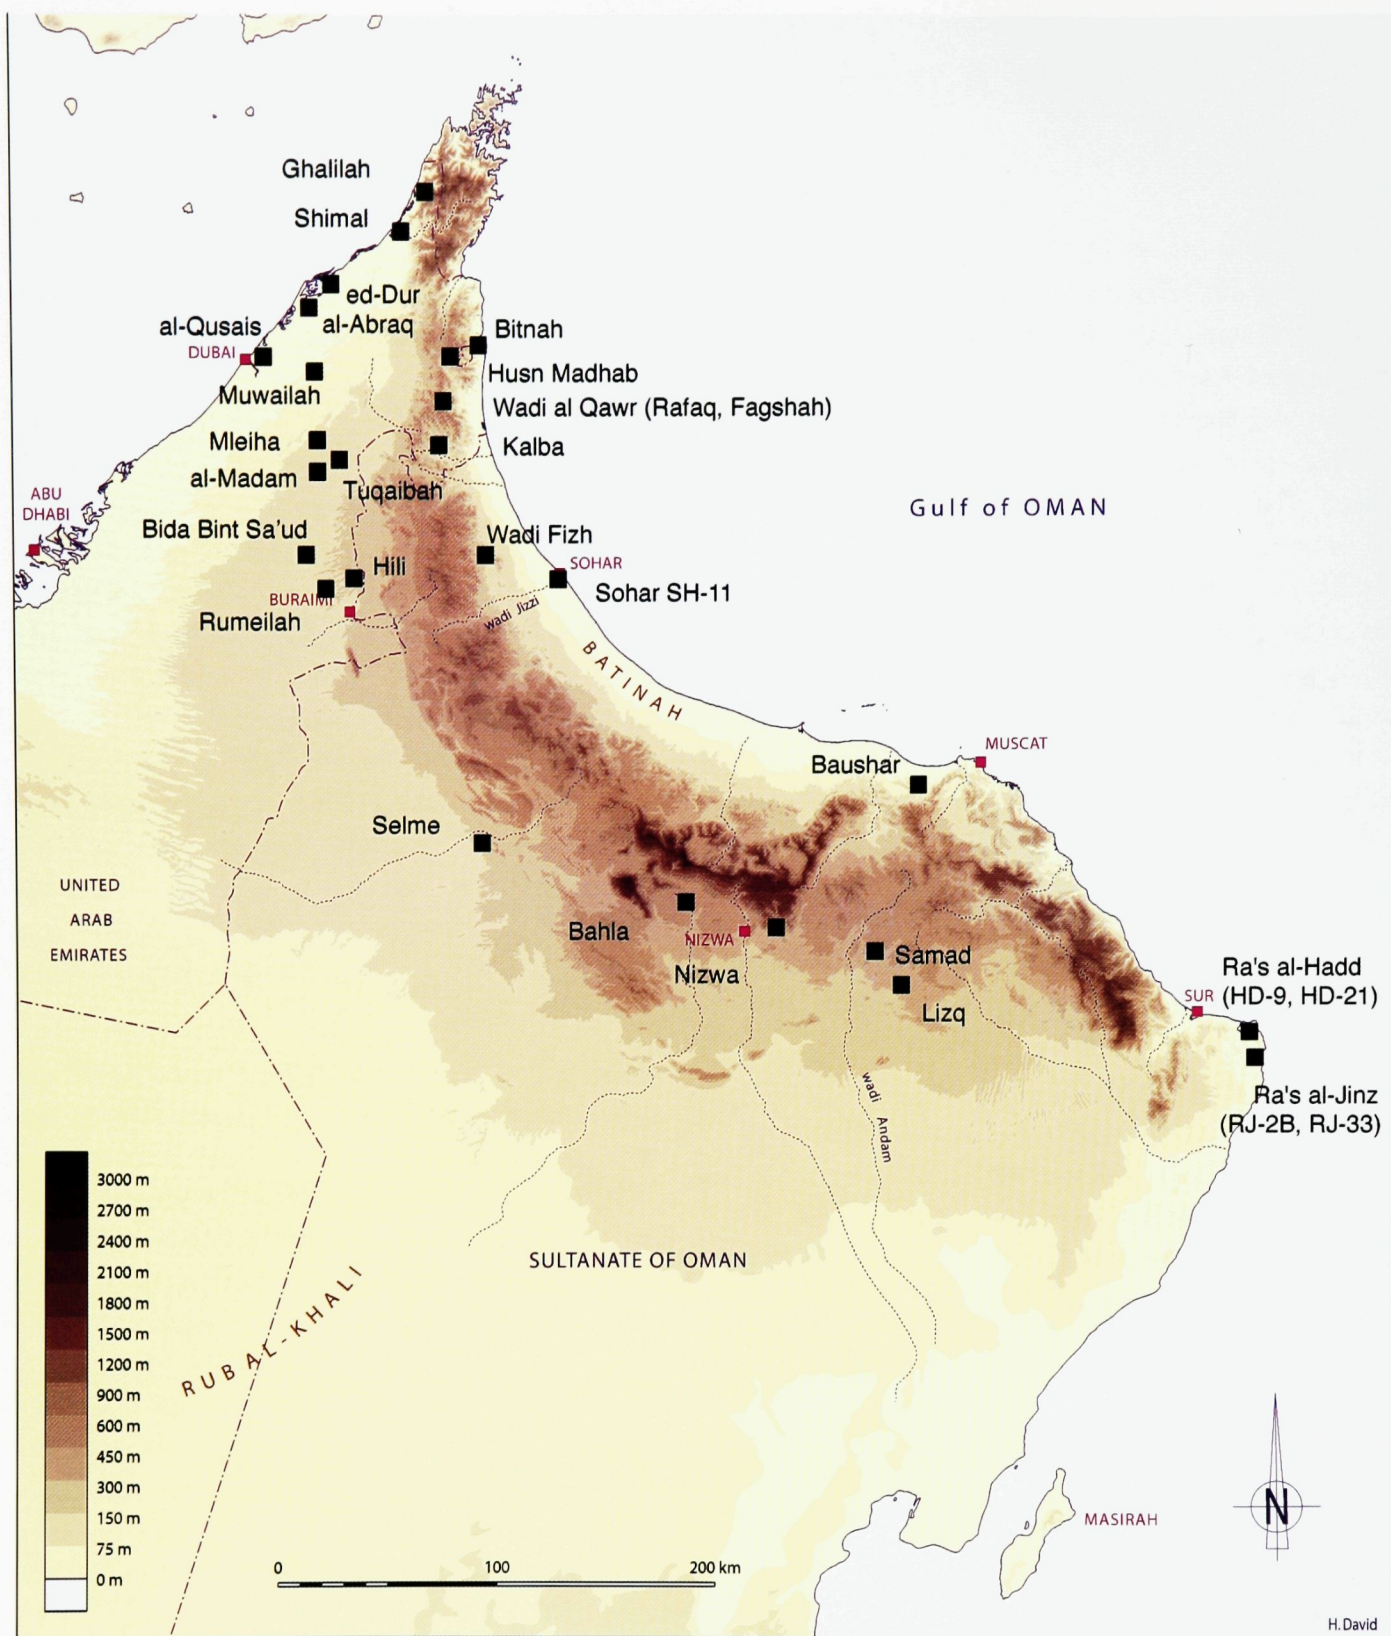 Ghalilah
Shimal
ed-Dur
al-Qusais
al-Abraq
DUBAI
Bitnah
Muwailah
Husn Madhab
Wadi al Qawr (Rafaq, Fagshah)
Mleiha
Kalba
al-Madam
Tuqaibah
ABU
DHABI
Gulf of OMAN
Bida Bint Sa'ud
Wadi Fizh
Hili
SOHAR
BURAIMI
Sohar SH-11
Rumeilah
wadi Jizzi
BATINAH
MUSCAT
Baushar
Selme
UNITED
ARAB
EMIRATES
Bahla
NIZWA
Nizwa
Samad
Lizq
Ra's al-Hadd
(HD-9, HD-21)
SUR
Ra's al-Jinz
(RJ-2B, RJ-33)
wadi Andam
3000 m
2700 m
2400 m
2100 m
1800 m
1500 m
1200 m
900 m
600 m
450 m
300 m
150 m
75 m
0 m
SULTANATE OF OMAN
RUB AL-KHALI
0 100 200 km
N
MASIRAH
H. David